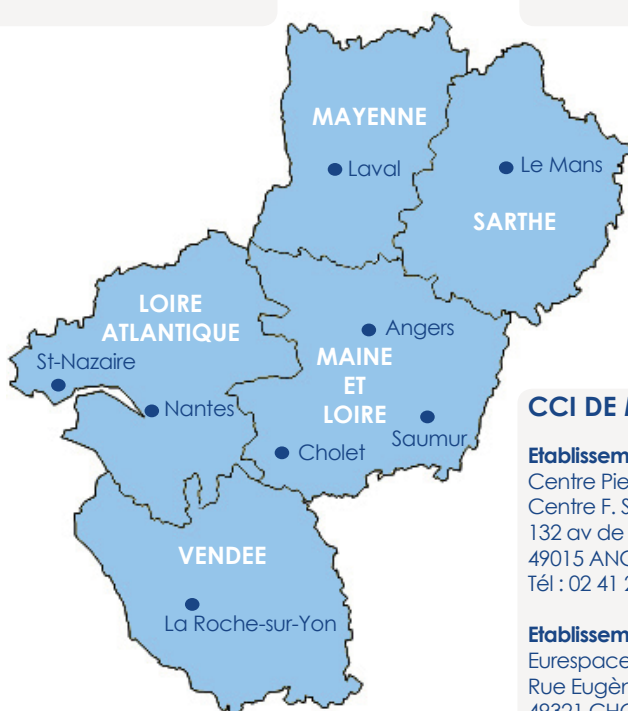 MAYENNE
Laval
Le Mans
SARTHE
LOIRE
ATLANTIQUE
St-Nazaire
Nantes
Angers
MAINE
ET
LOIRE
Saumur
Cholet
VENDEE
La Roche-sur-Yon
CCI DE
Centre
Centre F.
132 av de
49015
Tél : 02 41
Eurespace
Rue
49321